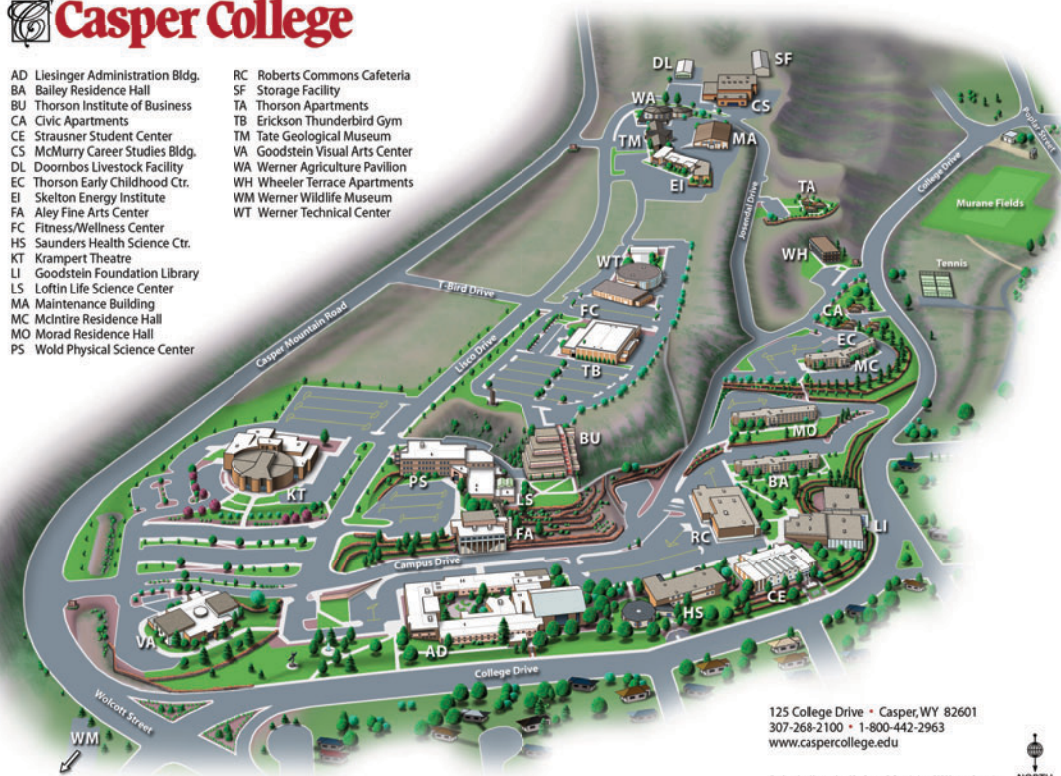 Casper College
AD Liesinger Administration Bldg.
BA Bailey Residence Hall
BU Thorson Institute of Business
CA Civic Apartments
CE Strausner Student Center
CS McMurry Career Studies Bldg.
DL Doornbos Livestock Facility
EC Thorson Early Childhood Ctr.
EI Skelton Energy Institute
FA Aley Fine Arts Center
FC Fitness/Wellness Center
HS Saunders Health Science Ctr.
KT Krampert Theatre
LI Goodstein Foundation Library
LS Loftin Life Science Center
MA Maintenance Building
MC McIntire Residence Hall
MO Morad Residence Hall
PS Wold Physical Science Center
RC Roberts Commons Cafeteria
SF Storage Facility
TA Thorson Apartments
TB Erickson Thunderbird Gym
TM Tate Geological Museum
VA Goodstein Visual Arts Center
WA Werner Agriculture Pavilion
WH Wheeler Terrace Apartments
WM Werner Wildlife Museum
WT Werner Technical Center
DL
SF
WA
CS
TM
MA
EI
Poplar Street
College Drive
Josendal Drive
TA
Murane Fields
WH
Tennis
WT
T-Bird Drive
FC
CA
EC
MC
Casper Mountain Road
Lisco Drive
TB
MO
BU
PS
BA
KT
LS
LI
FA
RC
Campus Drive
CE
HS
VA
AD
College Drive
Wolcott Street
WM
125 College Drive • Casper, WY 82601
307-268-2100 • 1-800-442-2963
www.caspercollege.edu
NORTH